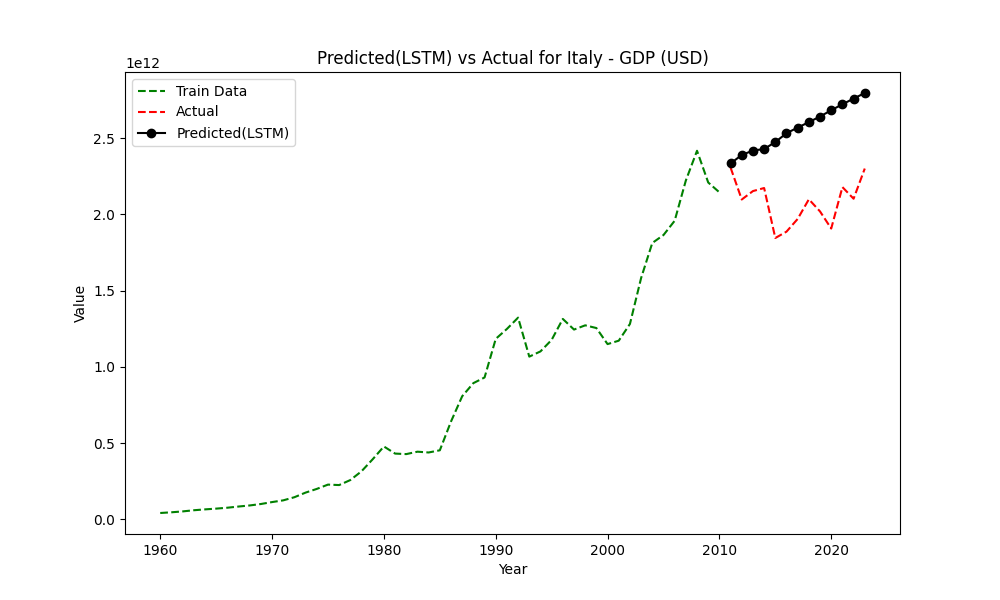 Predicted(LSTM) vs Actual for Italy - GDP (USD)
1e12
Train Data
Actual
Predicted(LSTM)
2.5
2.0
1.5
1.0
0.5
0.0
Value
1960 1970 1980 1990 2000 2010 2020
Year